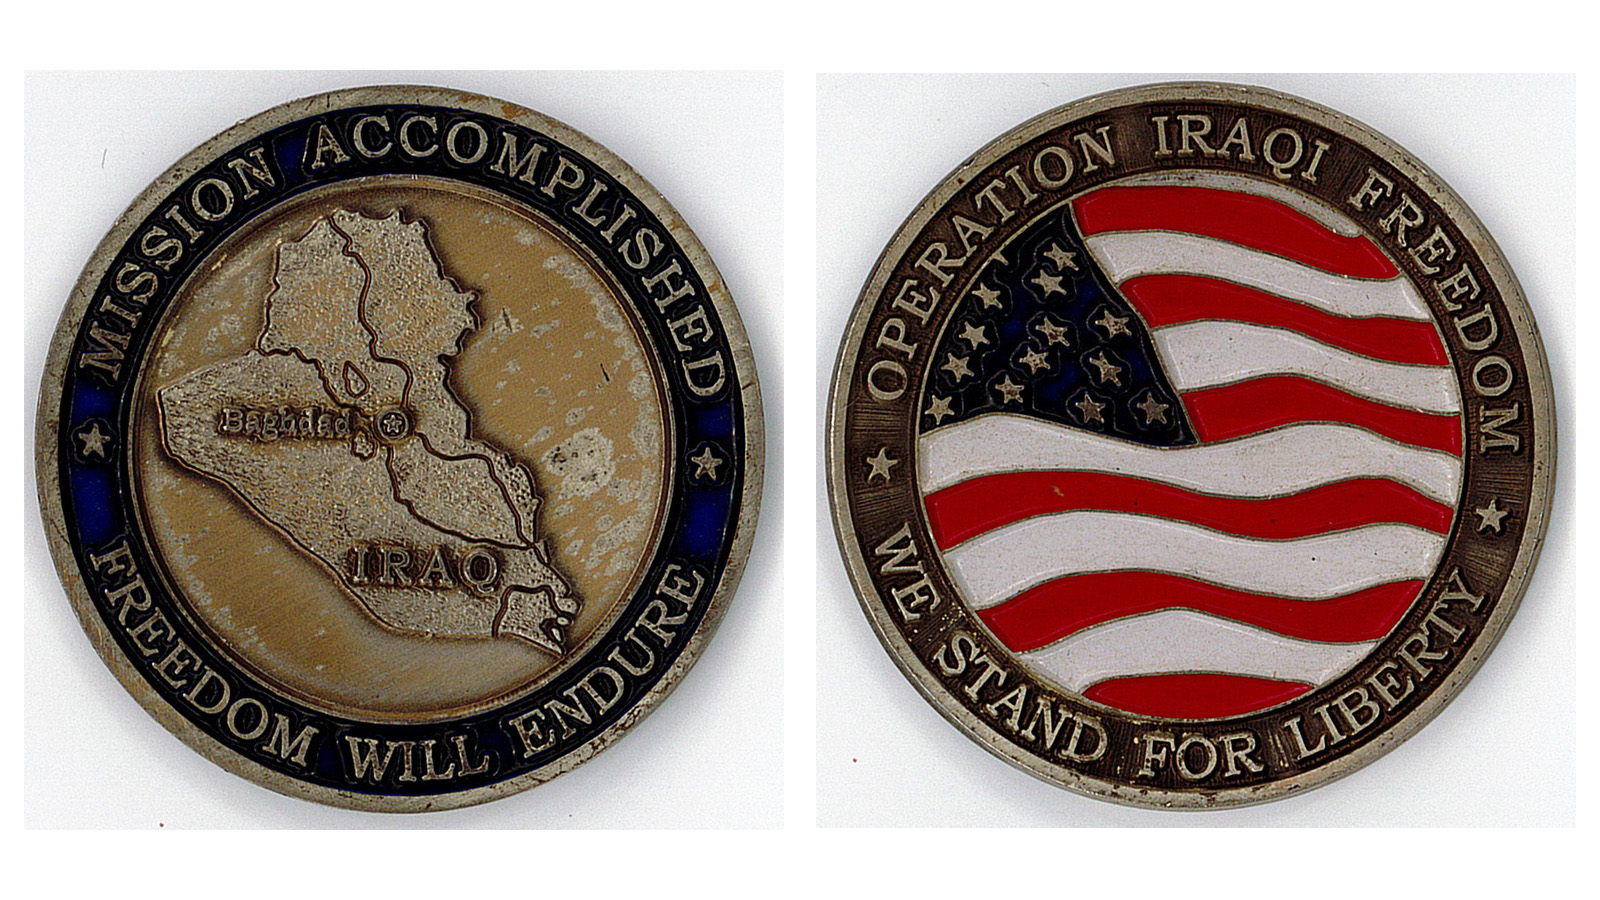 MISSION ACCOMPLISHED
Baghdad
IRAQ
FREEDOM WILL ENDURE
OPERATION IRAQI FREEDOM
WE STAND FOR LIBERTY